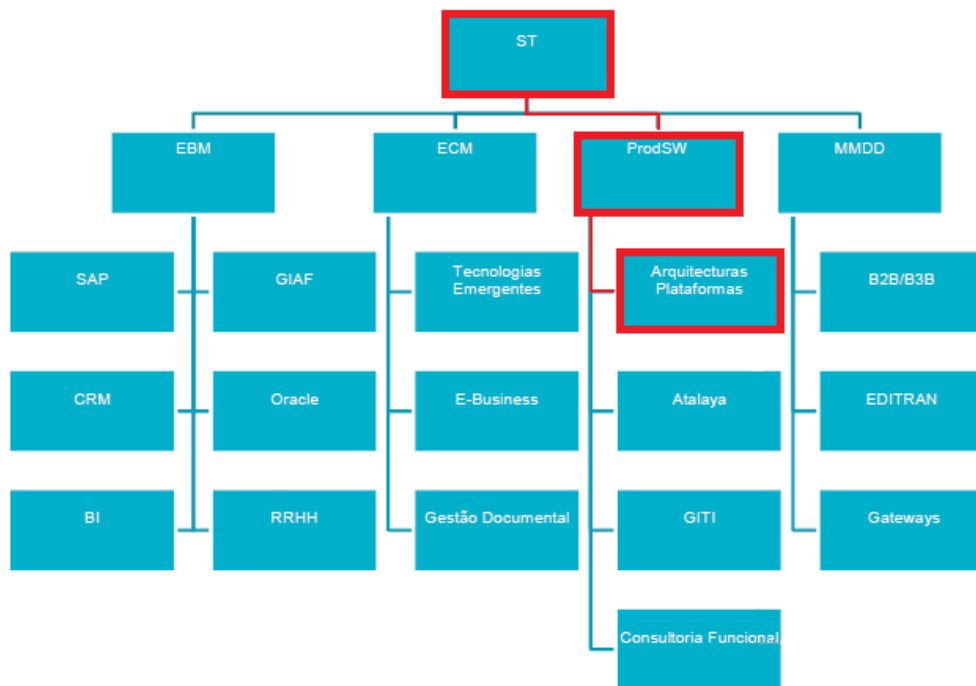 ST
EBM
ECM
ProdSW
MMDD
SAP
GIAF
Tecnologias
Emergentes
Arquitecturas
Plataformas
B2B/B3B
CRM
Oracle
E-Business
Atalaya
EDITRAN
BI
RRHH
Gestão Documental
GITI
Gateways
Consultoria Funcional